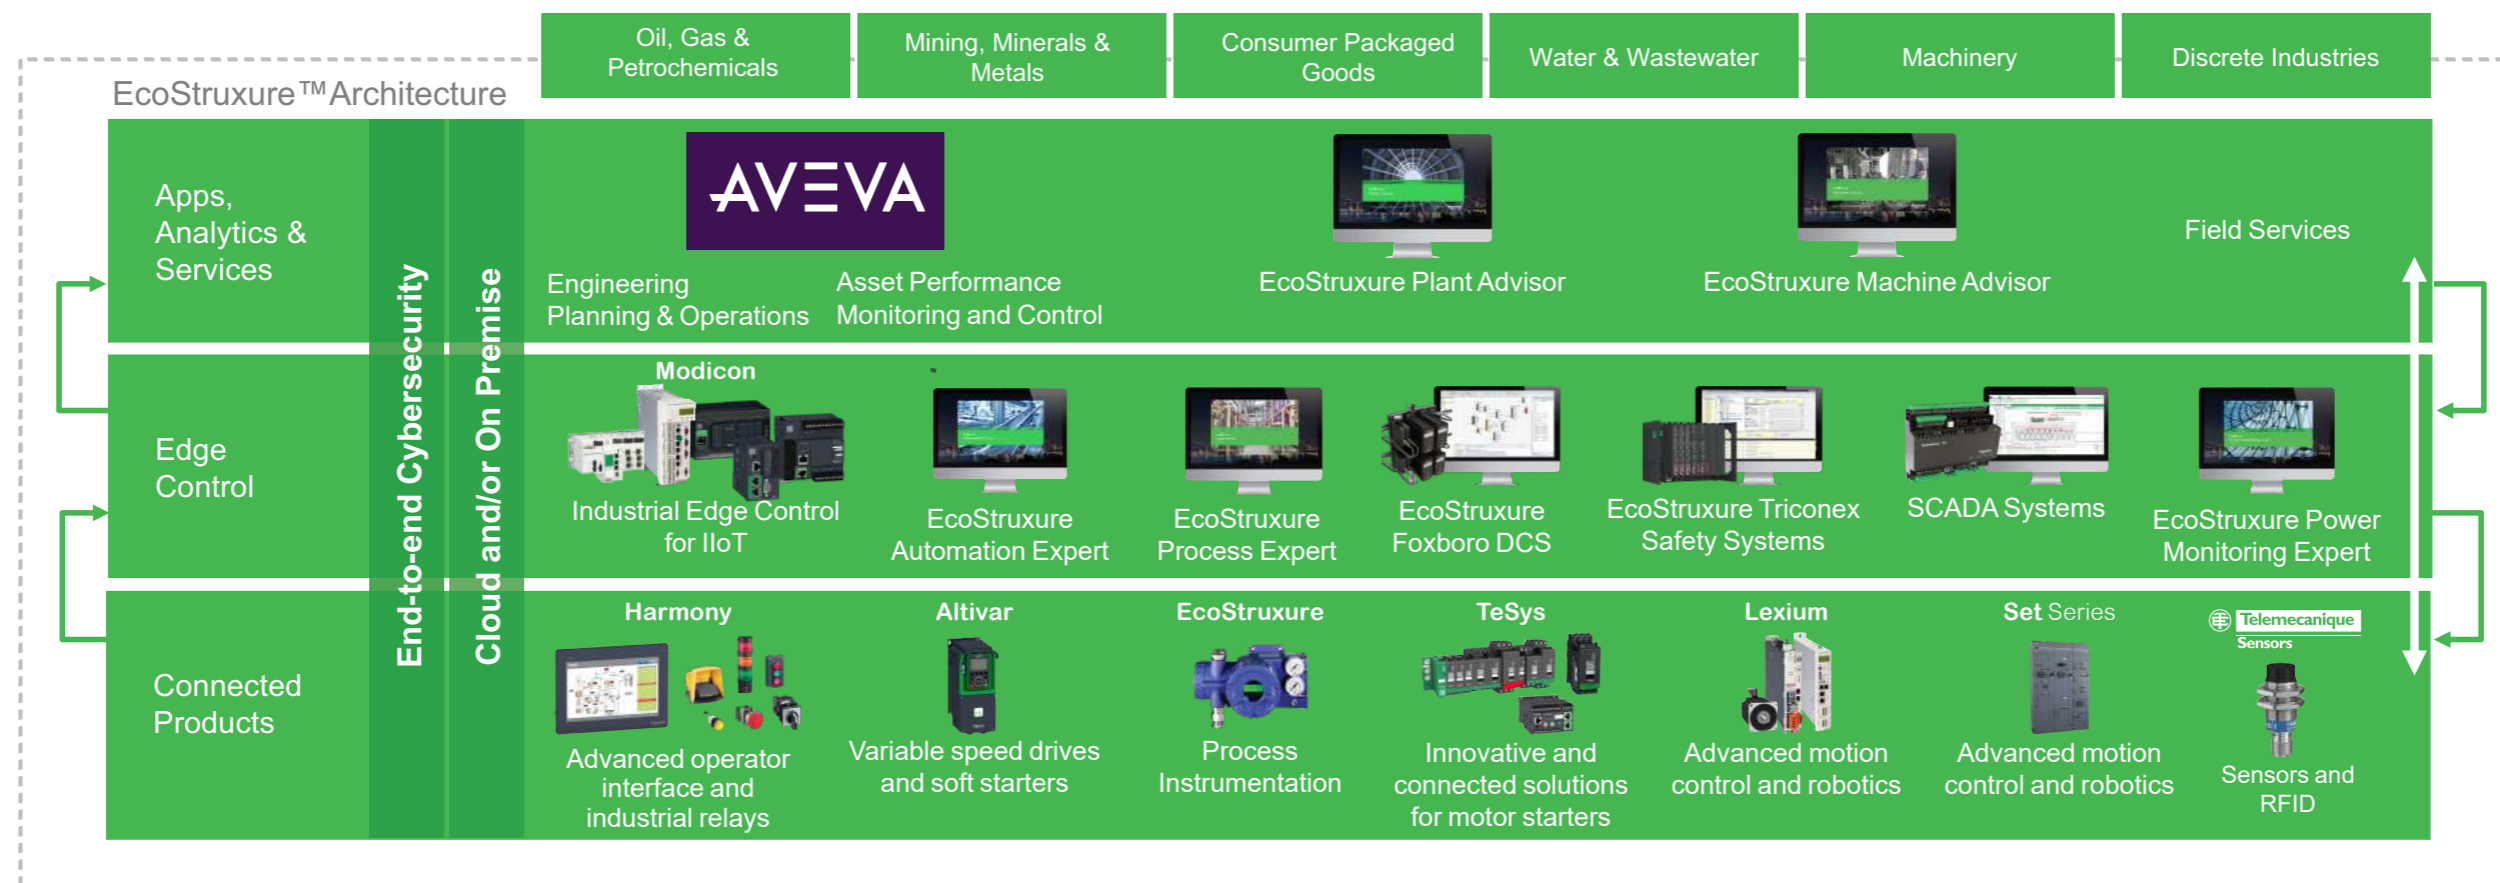 Oil, Gas &
Petrochemicals
Mining, Minerals &
Metals
Consumer Packaged
Goods
Water & Wastewater
Machinery
Discrete Industries
EcoStruxure™Architecture
Apps,
Analytics &
Services
End-to-end Cybersecurity
Cloud and/or On Premise
AVEVA
Engineering
Planning & Operations
Asset Performance
Monitoring and Control
EcoStruxure Plant Advisor
EcoStruxure Machine Advisor
Field Services
Edge
Control
Modicon
Industrial Edge Control
for IIoT
EcoStruxure
Automation Expert
EcoStruxure
Process Expert
EcoStruxure
Foxboro DCS
EcoStruxure Triconex
Safety Systems
SCADA Systems
EcoStruxure Power
Monitoring Expert
Connected
Products
Harmony
Advanced operator
interface and
industrial relays
Altivar
Variable speed drives
and soft starters
EcoStruxure
Process
Instrumentation
TeSys
Innovative and
connected solutions
for motor starters
Lexium
Advanced motion
control and robotics
Set Series
Advanced motion
control and robotics
Telemecanique
Sensors
Sensors and
RFID